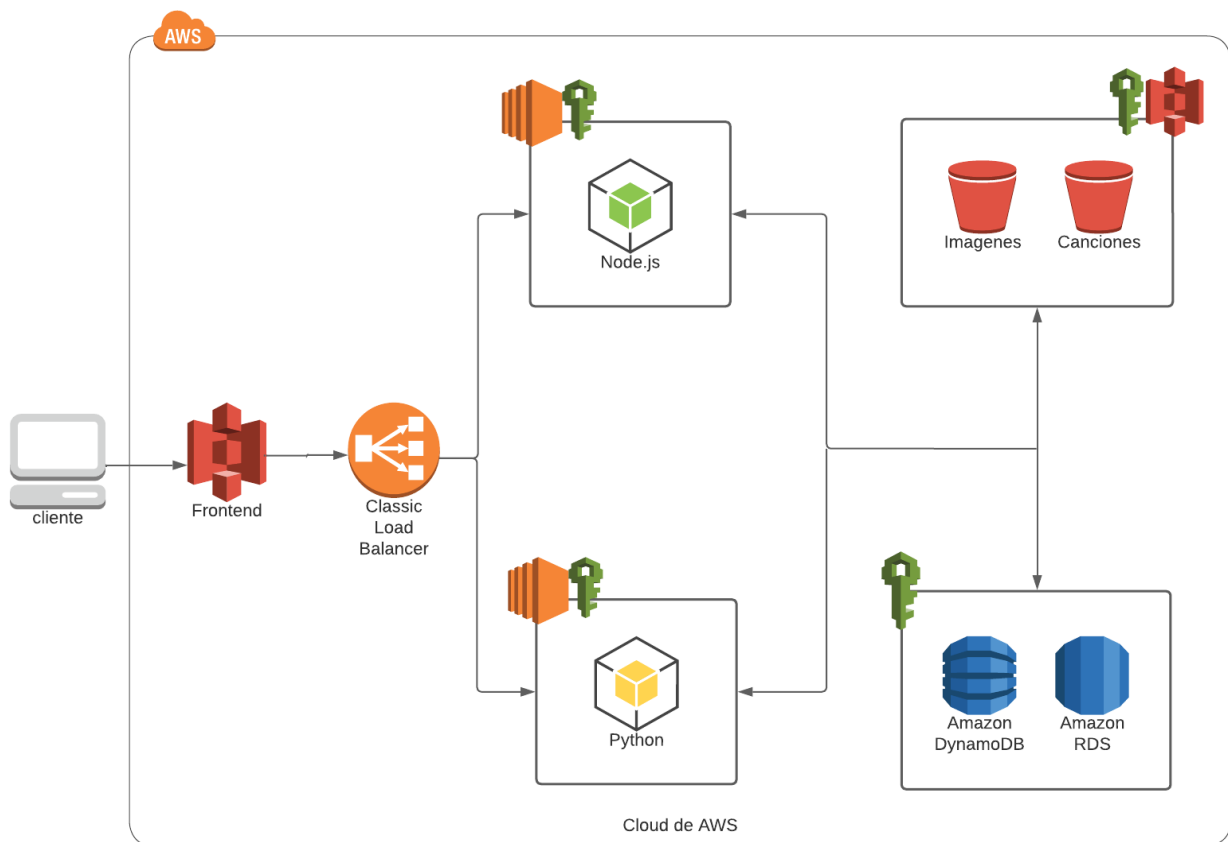 AWS
Node.js
Imagenes
Canciones
cliente
Frontend
Classic
Load
Balancer
Python
Amazon
DynamoDB
Amazon
RDS
Cloud de AWS